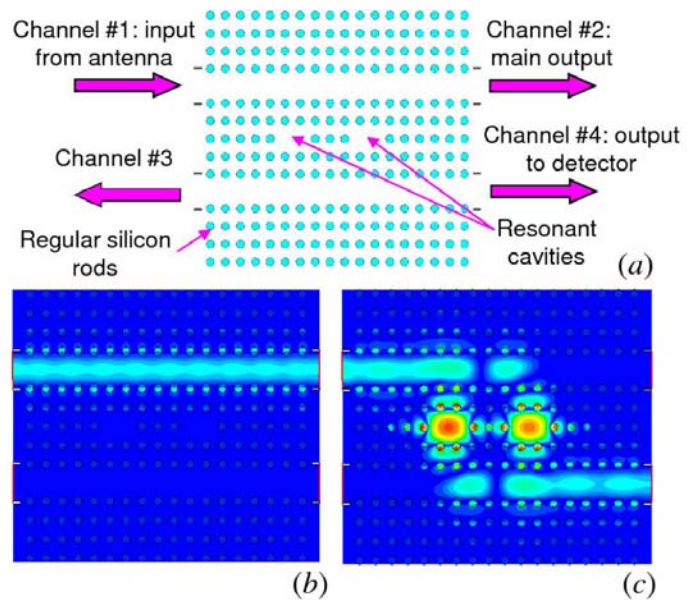 Channel #1: input
from antenna
Channel #2:
main output
Channel #3
Channel #4: output
to detector
Regular silicon
rods
Resonant
cavities
(a)
(b)
(c)